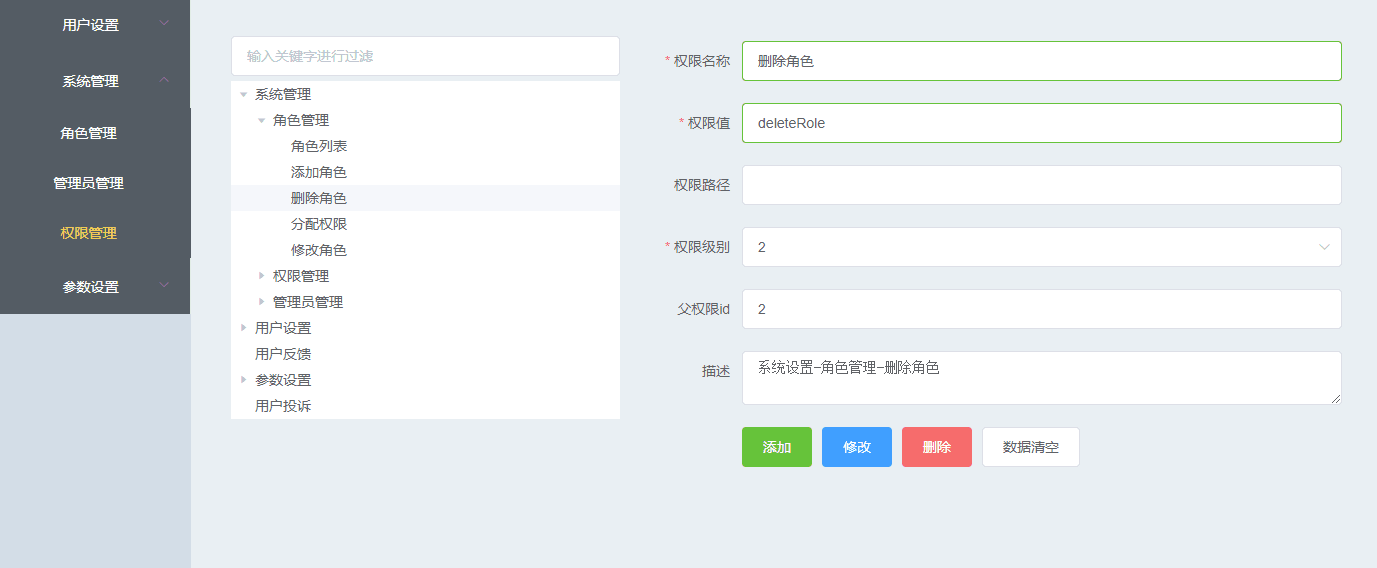 用户设置
系统管理
角色管理
管理员管理
权限管理
参数设置
输入关键字进行过滤
系统管理
角色管理
角色列表
添加角色
删除角色
分配权限
修改角色
权限管理
管理员管理
用户设置
用户反馈
参数设置
用户投诉
* 权限名称 删除角色
* 权限值 deleteRole
权限路径
* 权限级别 2
父权限id 2
描述 系统设置-角色管理-删除角色
添加 修改 删除 数据清空